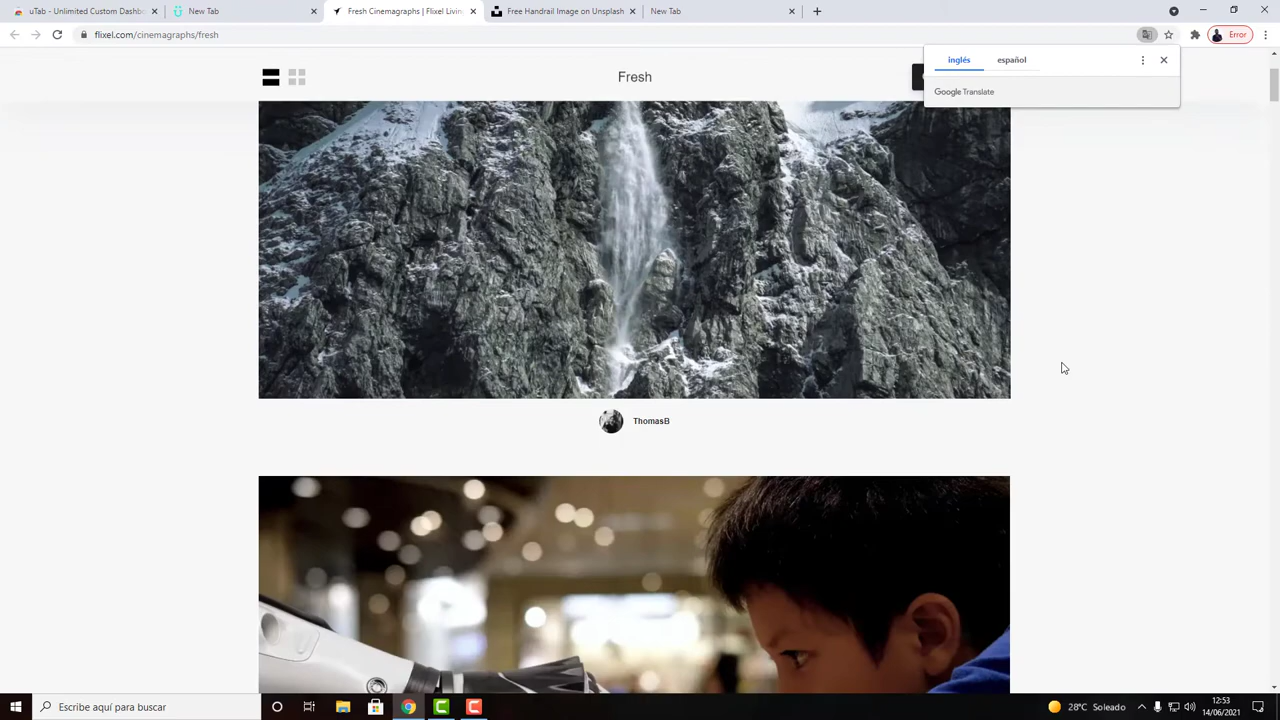 uTab - Unlimited Custom Dashbo
New Tab
Fresh Cinemagraphs | Flixel Livin
Free Handrail Image on Unsplash
New Tab
flixel.com/cinemagraphs/fresh
Error
inglés
español
Google Translate
Fresh
ThomasB
Escribe aquí para buscar
28°C Soleado
12:53
14/06/2021